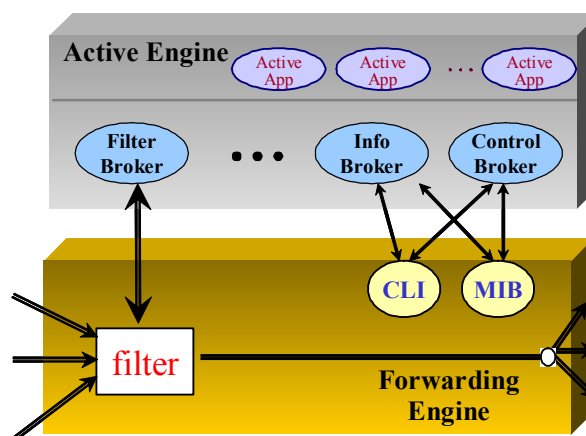 Active Engine
Active
App
Active
App
...
Active
App
Filter
Broker
...
Info
Broker
Control
Broker
CLI
MIB
filter
Forwarding
Engine